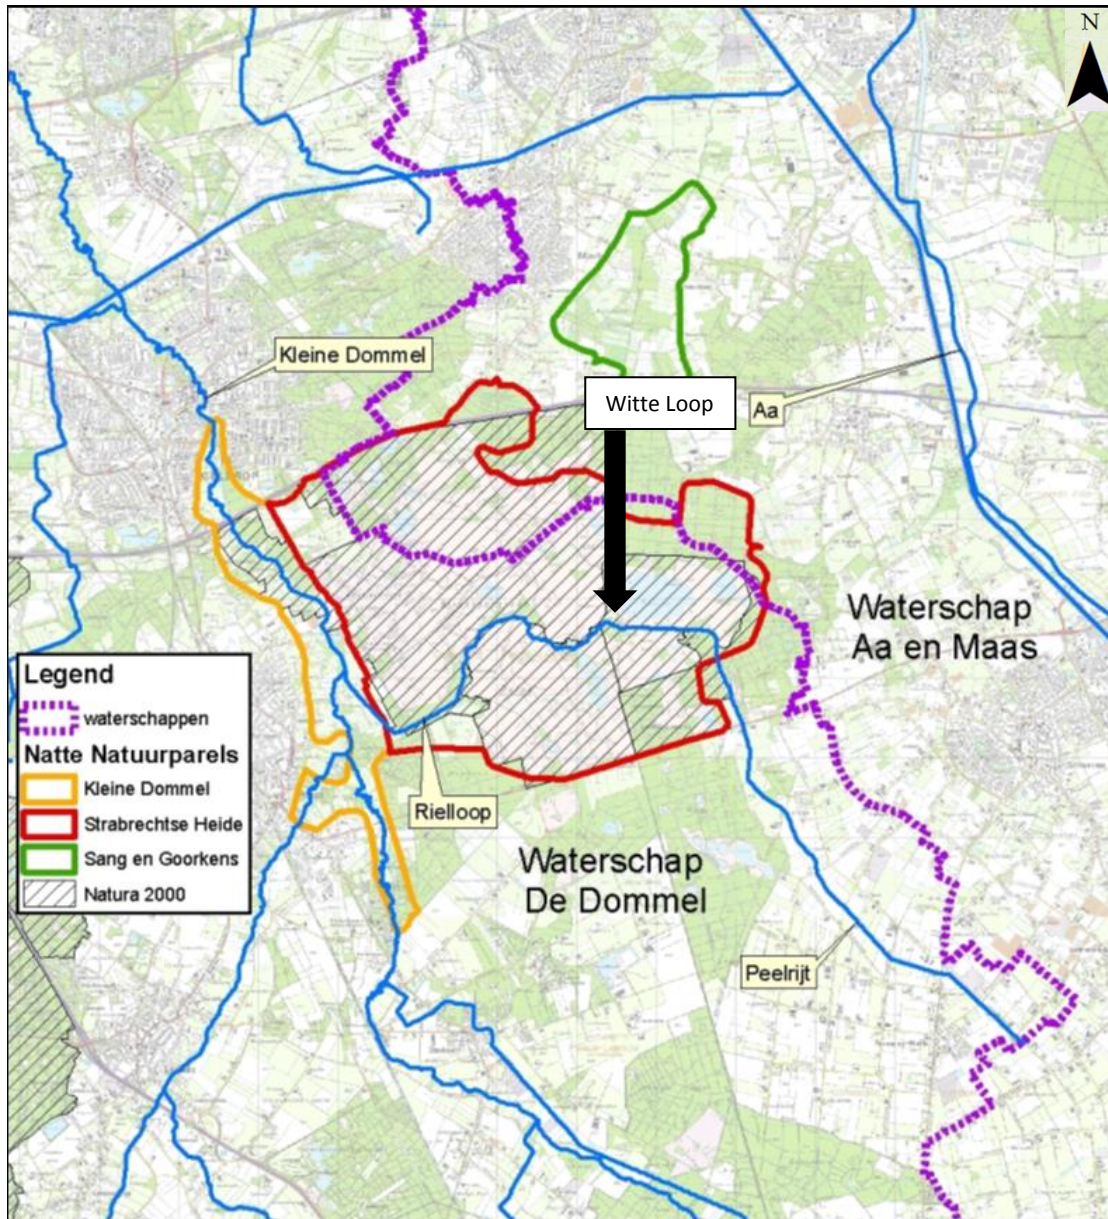 N
Kleine Dommel
Witte Loop
Aa
Waterschap
Aa en Maas
Legend
waterschappen
Natte Natuurparels
Kleine Dommel
Strabrechtse Heide
Sang en Goorkens
Natura 2000
Rielloop
Waterschap
De Dommel
Peelrijt